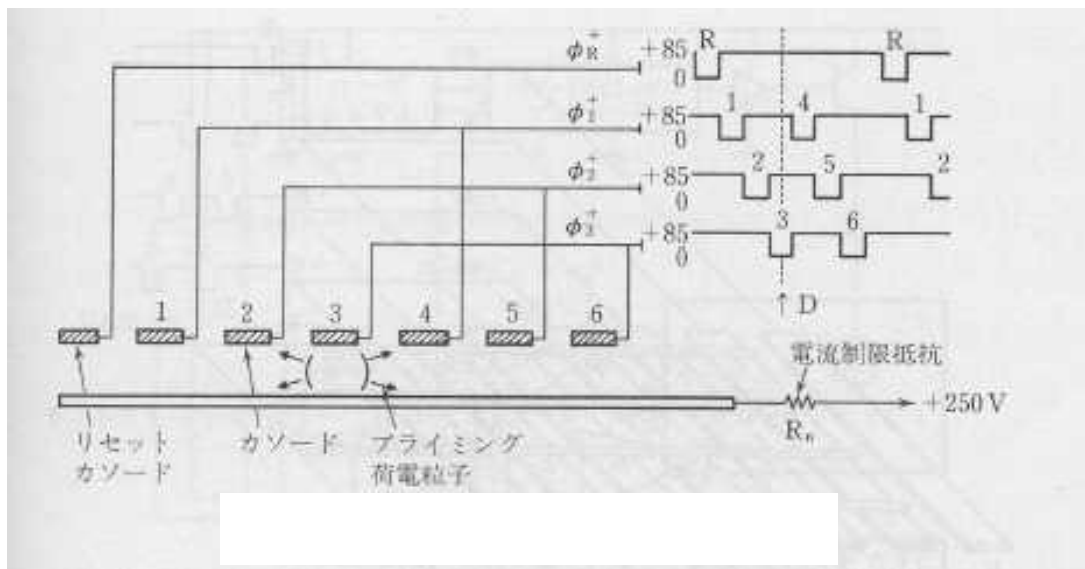 φR+ +85 R R
0
φ1+ +85 1 4 1
0
φ2+ +85 2 5 2
0
φ3+ +85 3 6
0
1 2 3 4 5 6
↑ D
電流制限抵抗
+250 V
リセット カソード プライミング
カソード 荷電粒子